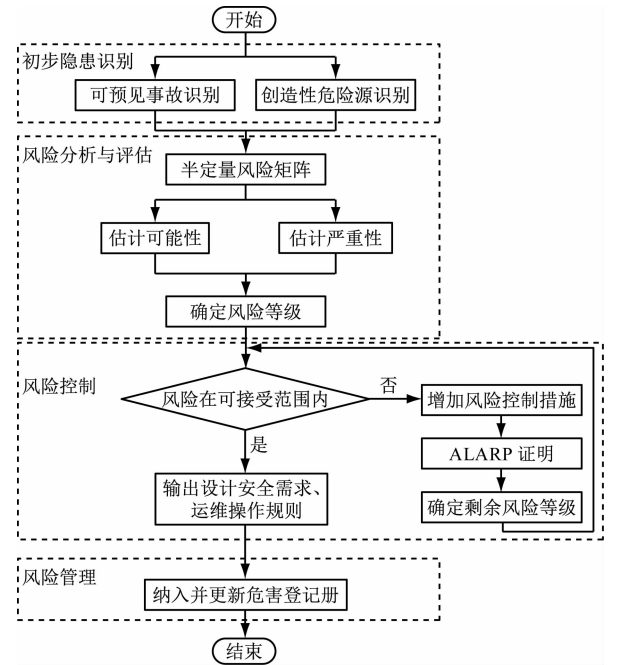 开始
初步隐患识别
可预见事故识别
创造性危险源识别
风险分析与评估
半定量风险矩阵
估计可能性
估计严重性
确定风险等级
风险控制
风险在可接受范围内
否
增加风险控制措施
是
ALARP 证明
输出设计安全需求、
运维操作规则
确定剩余风险等级
风险管理
纳入并更新危害登记册
结束